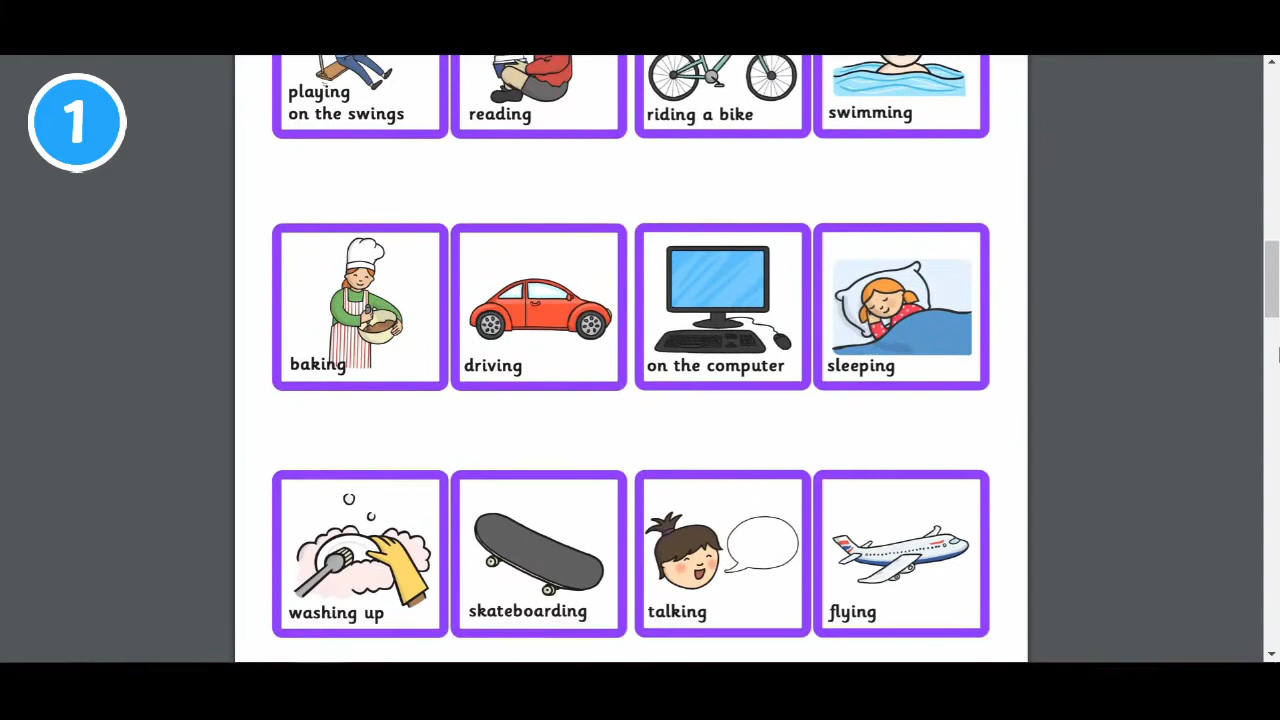 1
playing
on the swings
reading
riding a bike
swimming
baking
driving
on the computer
sleeping
washing up
skateboarding
talking
flying